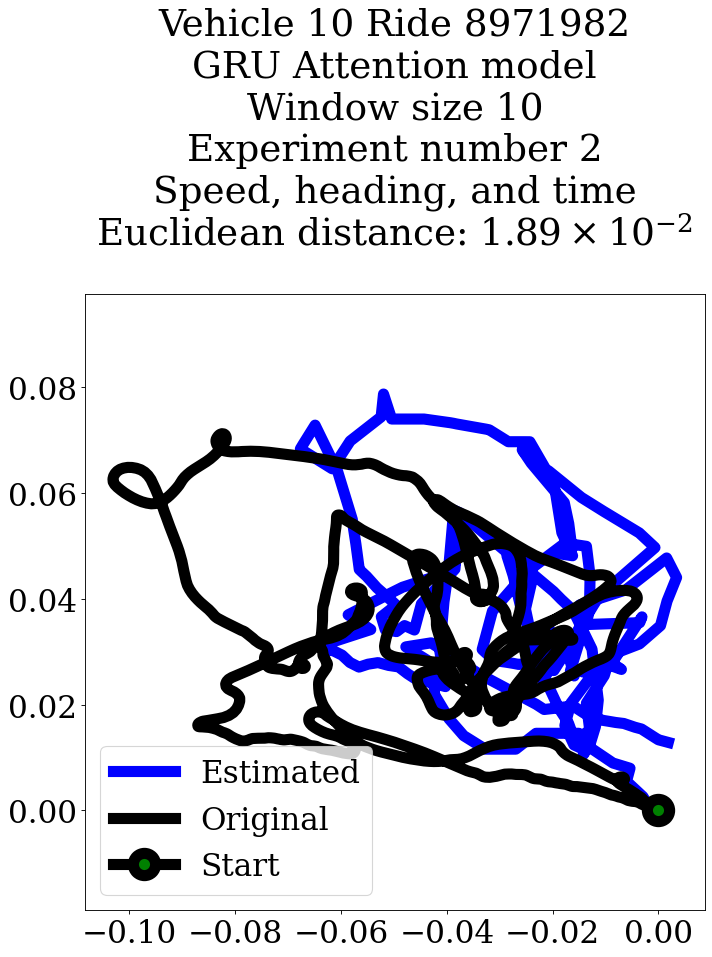 Vehicle 10 Ride 8971982
GRU Attention model
Window size 10
Experiment number 2
Speed, heading, and time
Euclidean distance: 1.89 × 10⁻²
0.08
0.06
0.04
0.02
0.00
Estimated
Original
Start
−0.10 −0.08 −0.06 −0.04 −0.02 0.00